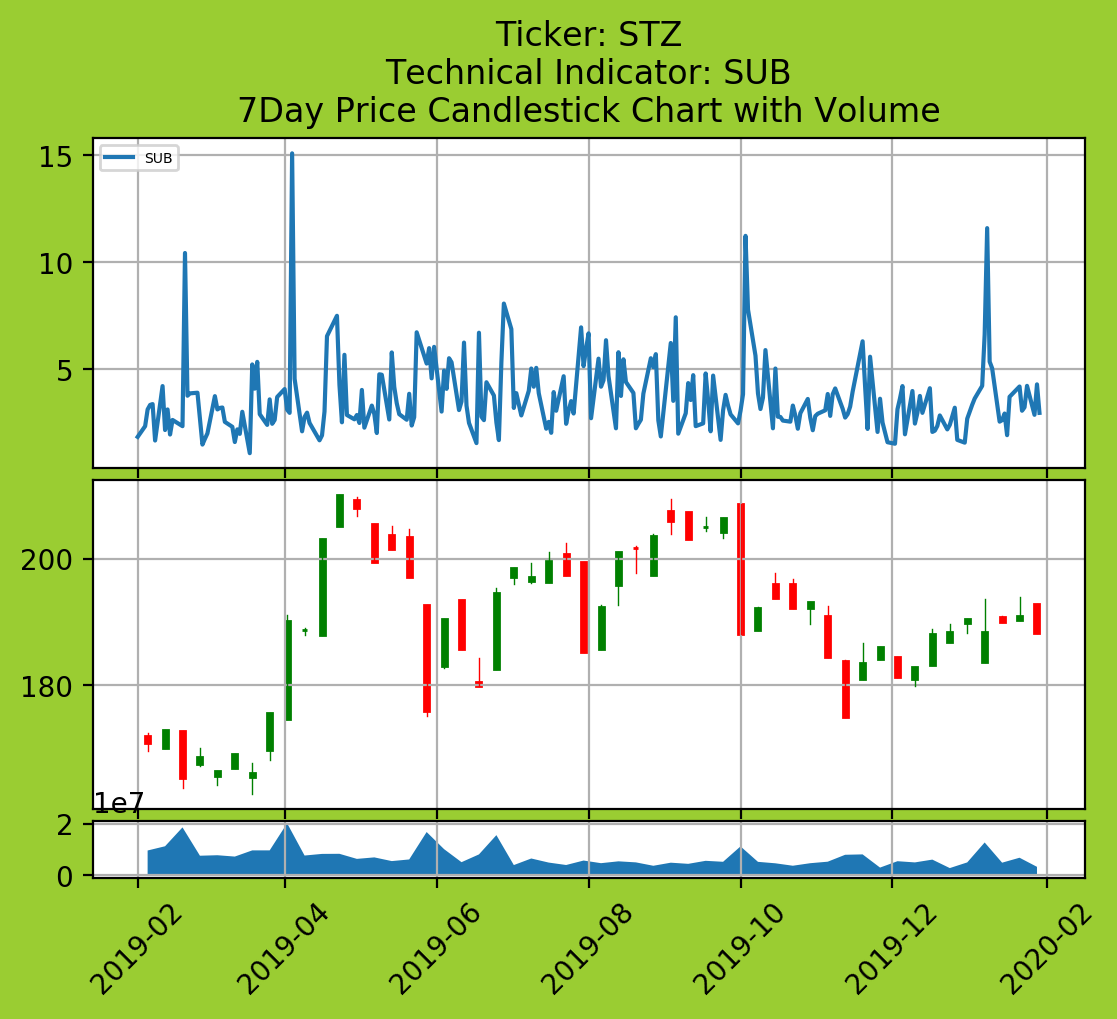 Ticker: STZ
Technical Indicator: SUB
7Day Price Candlestick Chart with Volume
SUB
15
10
5
200
180
1e7
2
0
2019-02
2019-04
2019-06
2019-08
2019-10
2019-12
2020-02